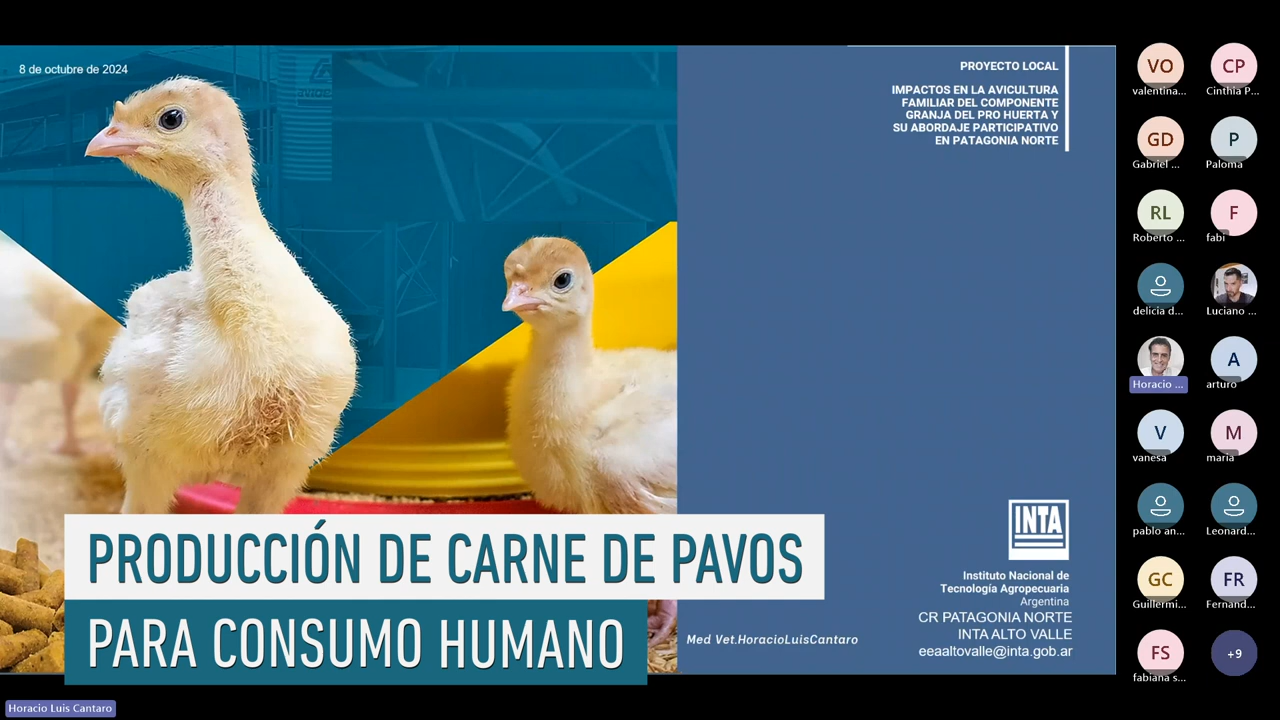 8 de octubre de 2024
PROYECTO LOCAL
IMPACTOS EN LA AVICULTURA
FAMILIAR DEL COMPONENTE
GRANJA DEL PRO HUERTA Y
SU ABORDAJE PARTICIPATIVO
EN PATAGONIA NORTE
PRODUCCIÓN DE CARNE DE PAVOS
PARA CONSUMO HUMANO
INTA
Instituto Nacional de
Tecnología Agropecuaria
Argentina
CR PATAGONIA NORTE
INTA ALTO VALLE
eeaaltovalle@inta.gob.ar
Med Vet.HoracioLuisCantaro
VO
valentina...
CP
Cinthia P...
GD
Gabriel ...
P
Paloma
RL
Roberto ...
F
fabi
delicia d...
Luciano ...
Horacio ...
A
arturo
V
vanesa
M
maria
pablo an...
Leonard...
GC
Guillermi...
FR
Fernand...
FS
fabiana s...
+9
Horacio Luis Cantaro